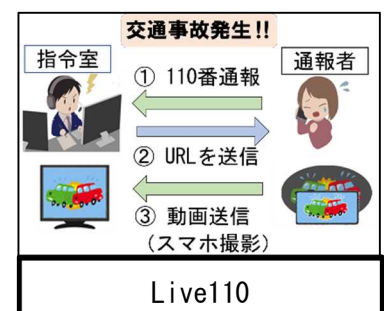 交通事故発生!!
指令室
通報者
① 110番通報
② URLを送信
③ 動画送信
(スマホ撮影)
Live110